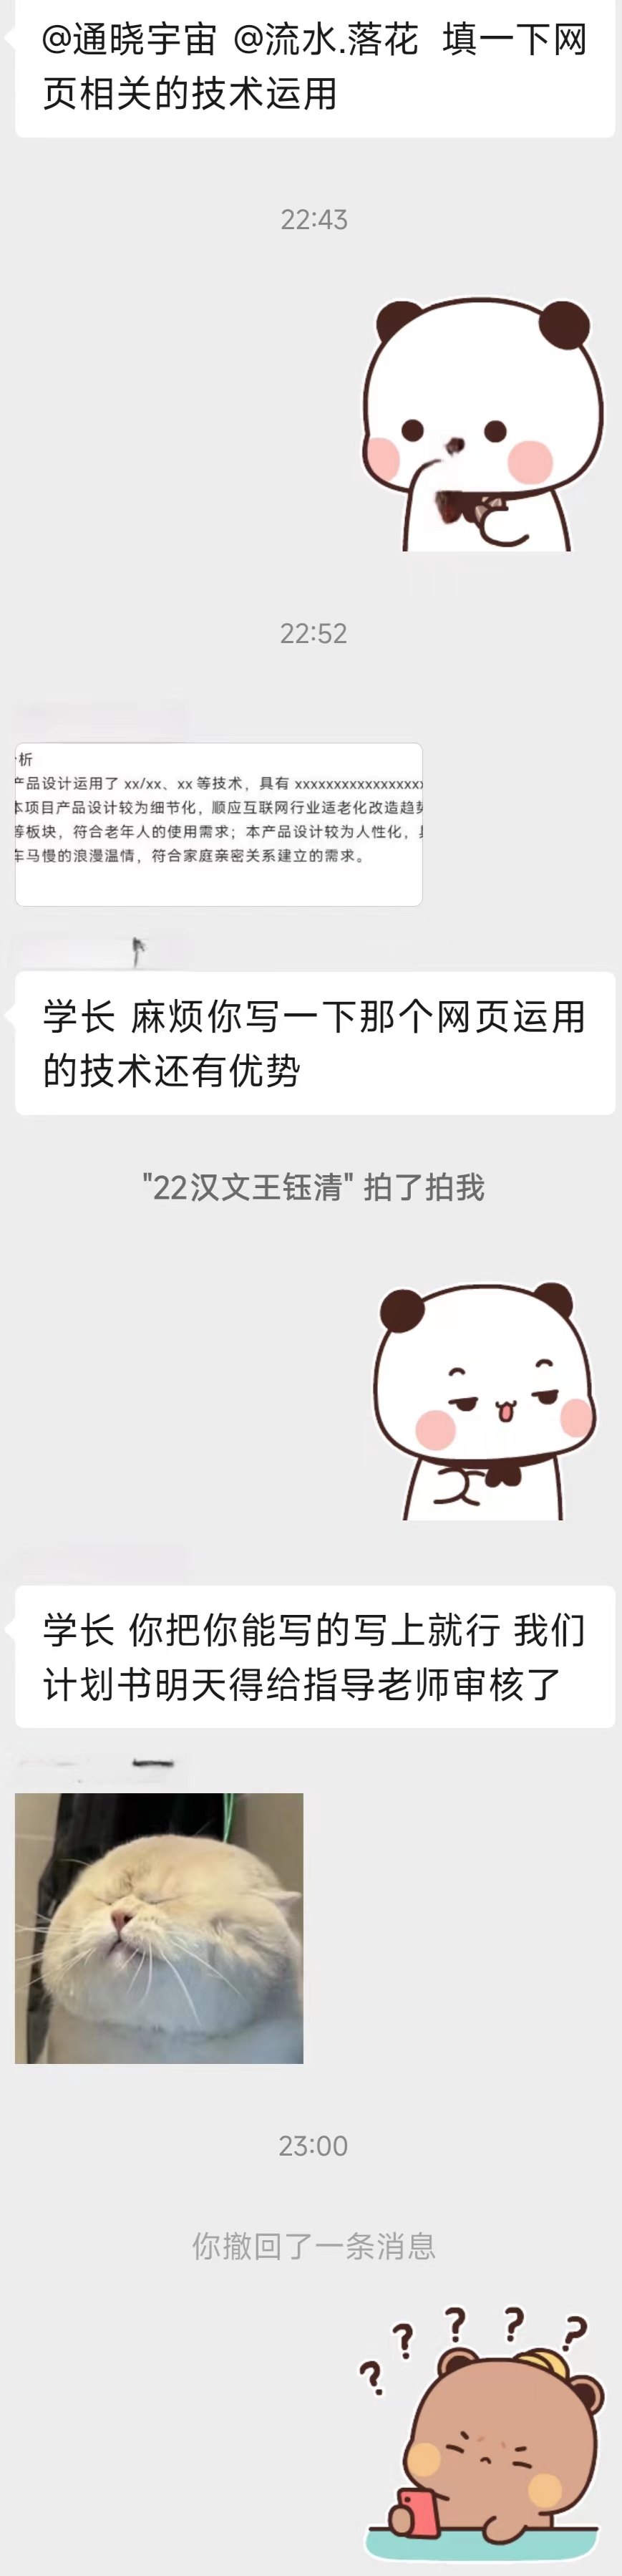 @通晓宇宙 @流水.落花 填一下网
页相关的技术运用
22:43
22:52
析
产品设计运用了 xx/xx、xx 等技术，具有 xxxxxxxxxxxxxxxxx
本项目产品设计较为细节化，顺应互联网行业适老化改造趋势
等板块，符合老年人的使用需求；本产品设计较为人性化，
车马慢的浪漫温情，符合家庭亲密关系建立的需求。
学长 麻烦你写一下那个网页运用
的技术还有优势
"22汉文王钰清" 拍了拍我
学长 你把你能写的写上就行 我们
计划书明天得给指导老师审核了
23:00
你撤回了一条消息
? ? ? ? ?